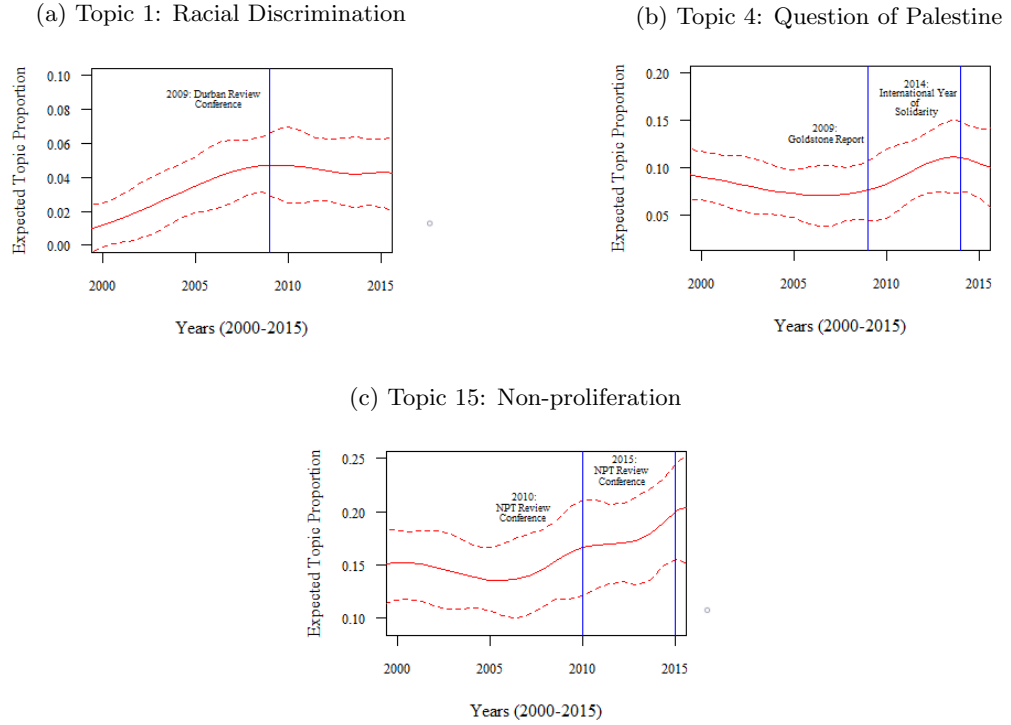 (a) Topic 1: Racial Discrimination
Expected Topic Proportion
0.10
0.08
0.06
0.04
0.02
0.00
2009: Durban Review
Conference
2000
2005
2010
2015
Years (2000-2015)
(b) Topic 4: Question of Palestine
Expected Topic Proportion
0.20
0.15
0.10
0.05
2009:
Goldstone Report
2014:
International Year
of
Solidarity
2000
2005
2010
2015
Years (2000-2015)
(c) Topic 15: Non-proliferation
Expected Topic Proportion
0.25
0.20
0.15
0.10
2010:
NPT Review
Conference
2015:
NPT Review
Conference
2000
2005
2010
2015
Years (2000-2015)